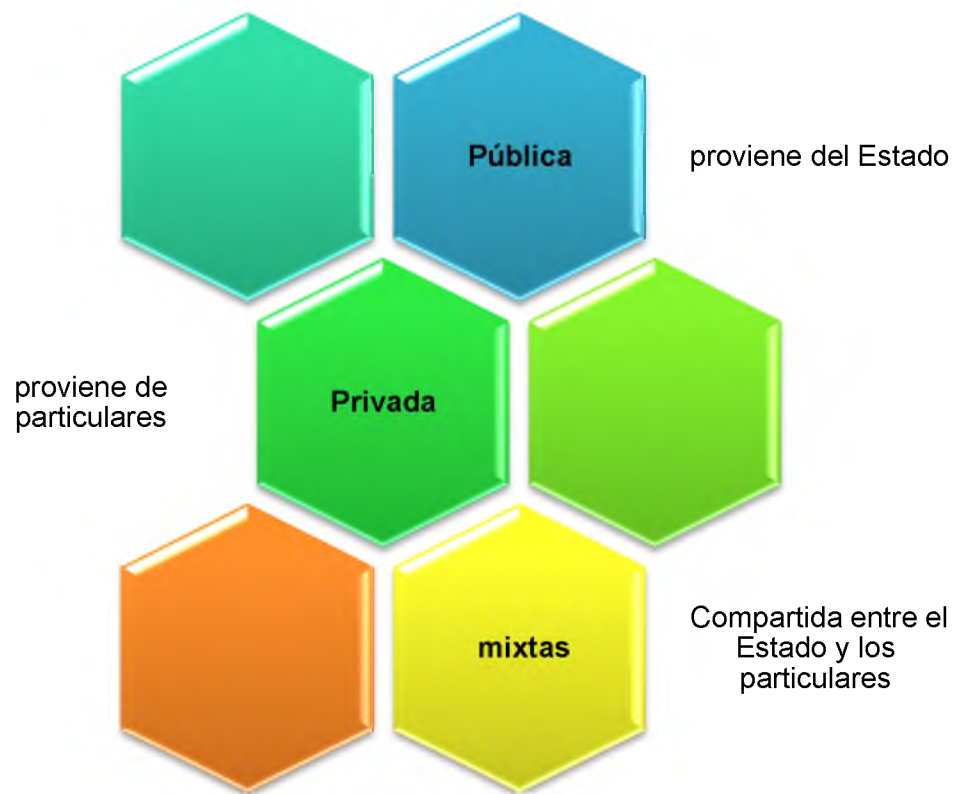 Pública
proviene del Estado
proviene de
particulares
Privada
mixtas
Compartida entre el
Estado y los
particulares